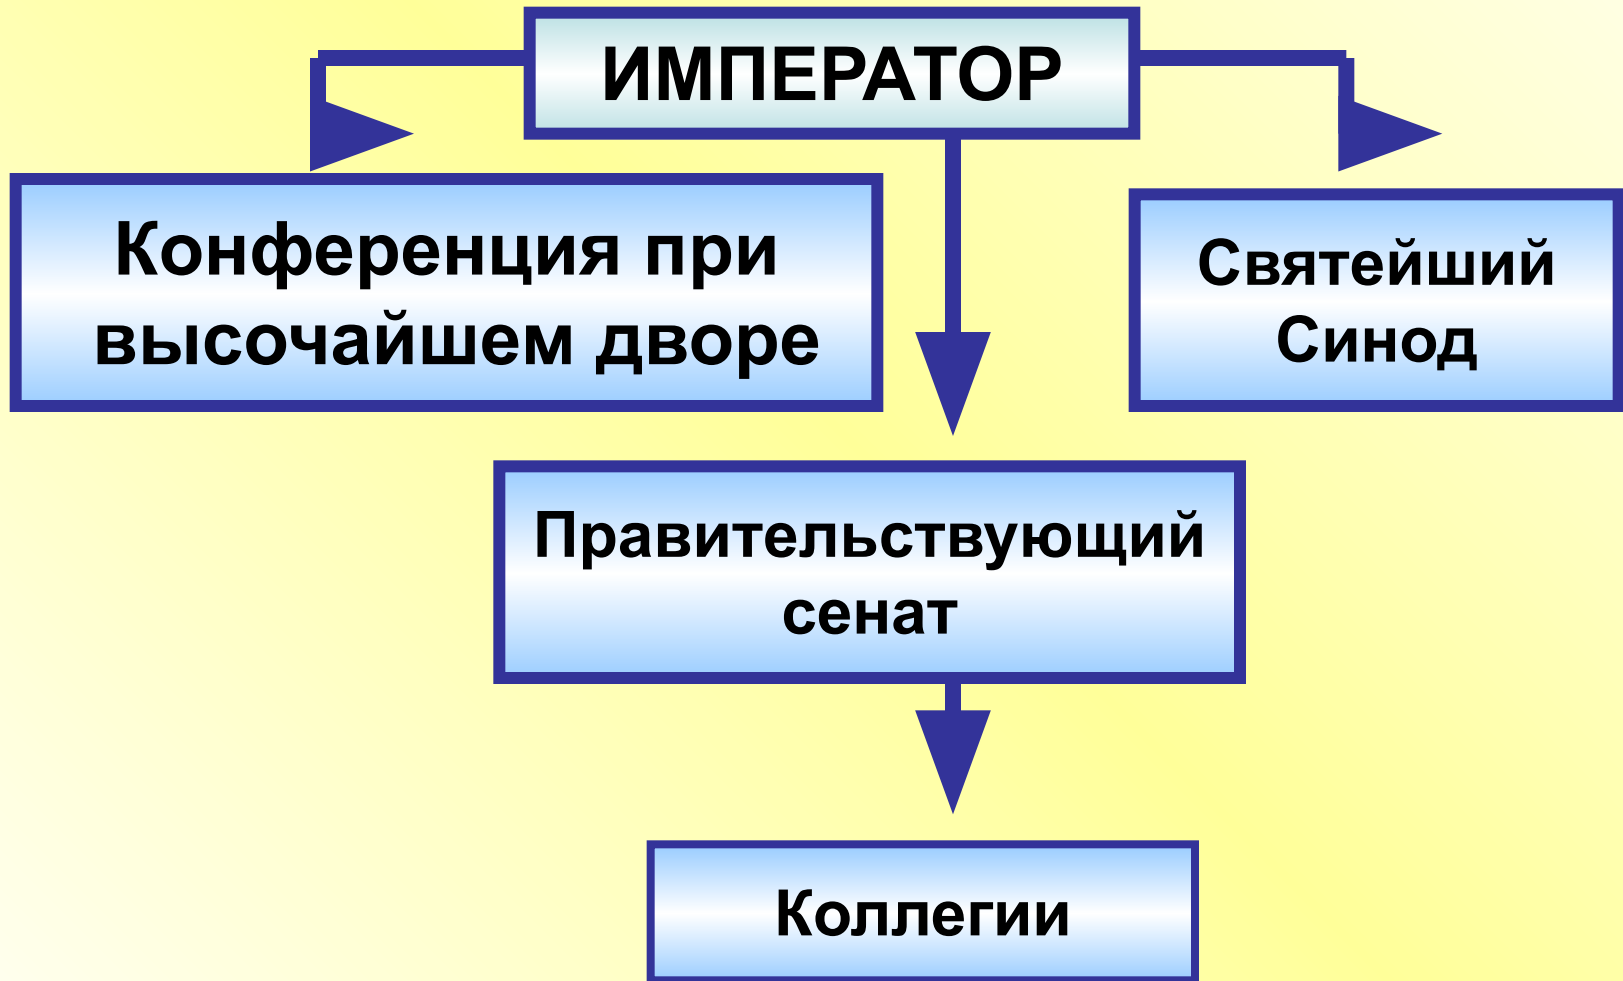 ИМПЕРАТОР
Конференция при
высочайшем дворе
Святейший
Синод
Правительствующий
сенат
Коллегии